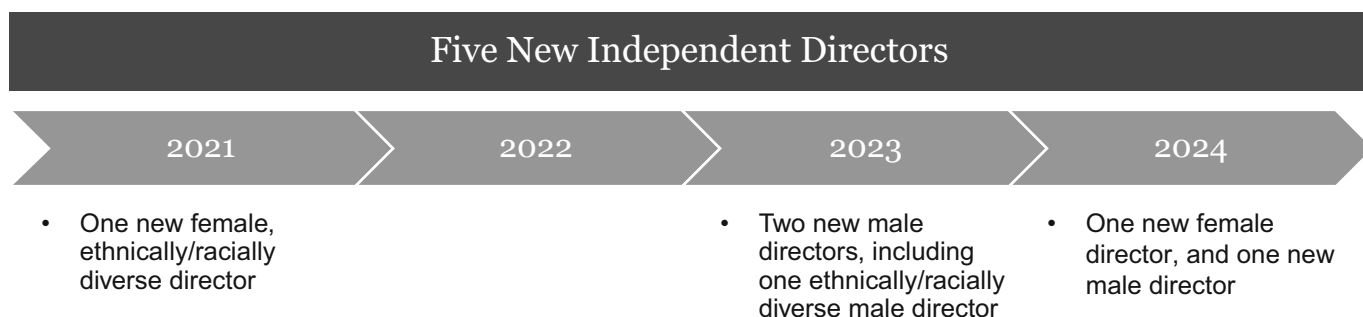 Five New Independent Directors
2021
2022
2023
2024
• One new female,
ethnically/racially
diverse director
• Two new male
directors, including
one ethnically/racially
diverse male director
• One new female
director, and one new
male director